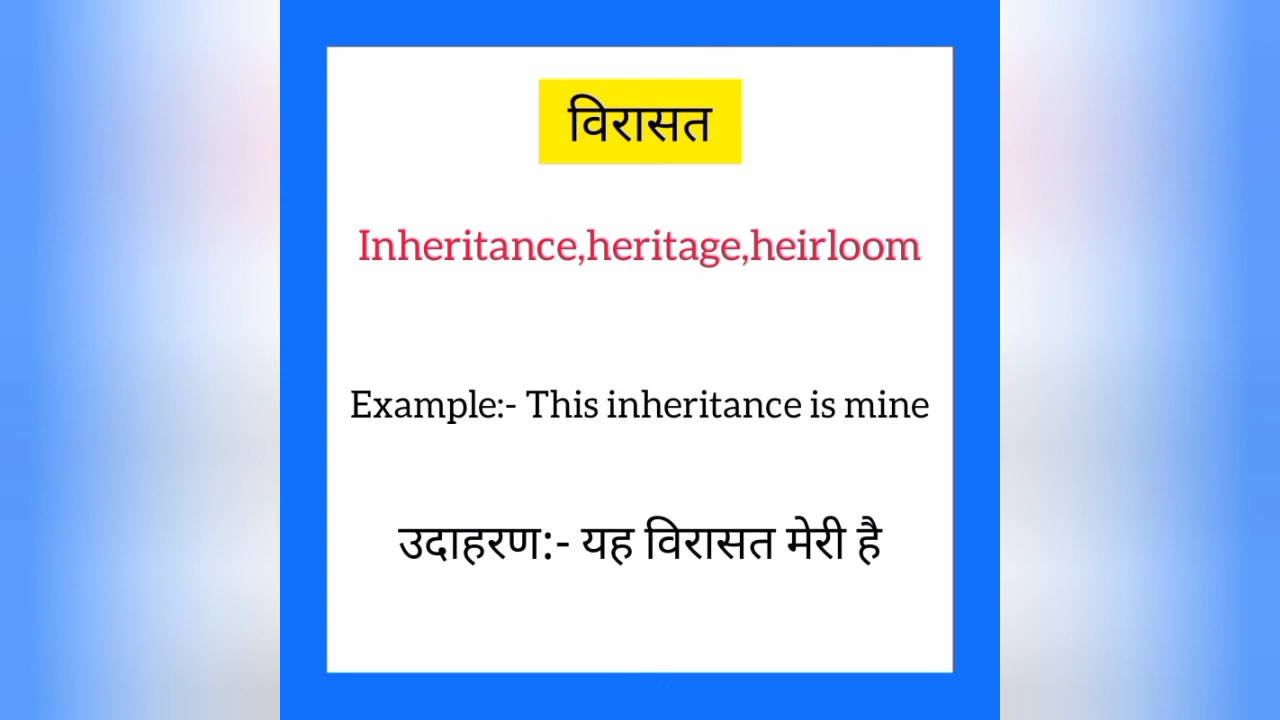 विरासत
Inheritance,heritage,heirloom
Example:- This inheritance is mine
उदाहरण:- यह विरासत मेरी है